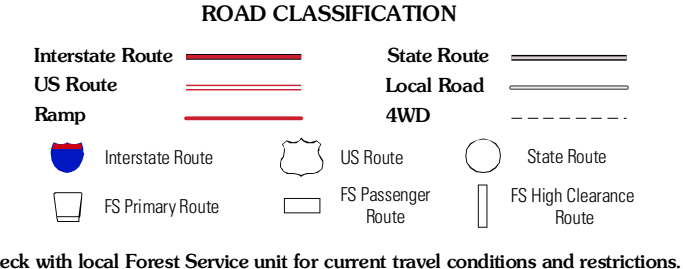 ROAD CLASSIFICATION
Interstate Route
State Route
US Route
Local Road
Ramp
4WD
Interstate Route
US Route
State Route
FS Primary Route
FS Passenger
Route
FS High Clearance
Route
eck with local Forest Service unit for current travel conditions and restrictions.